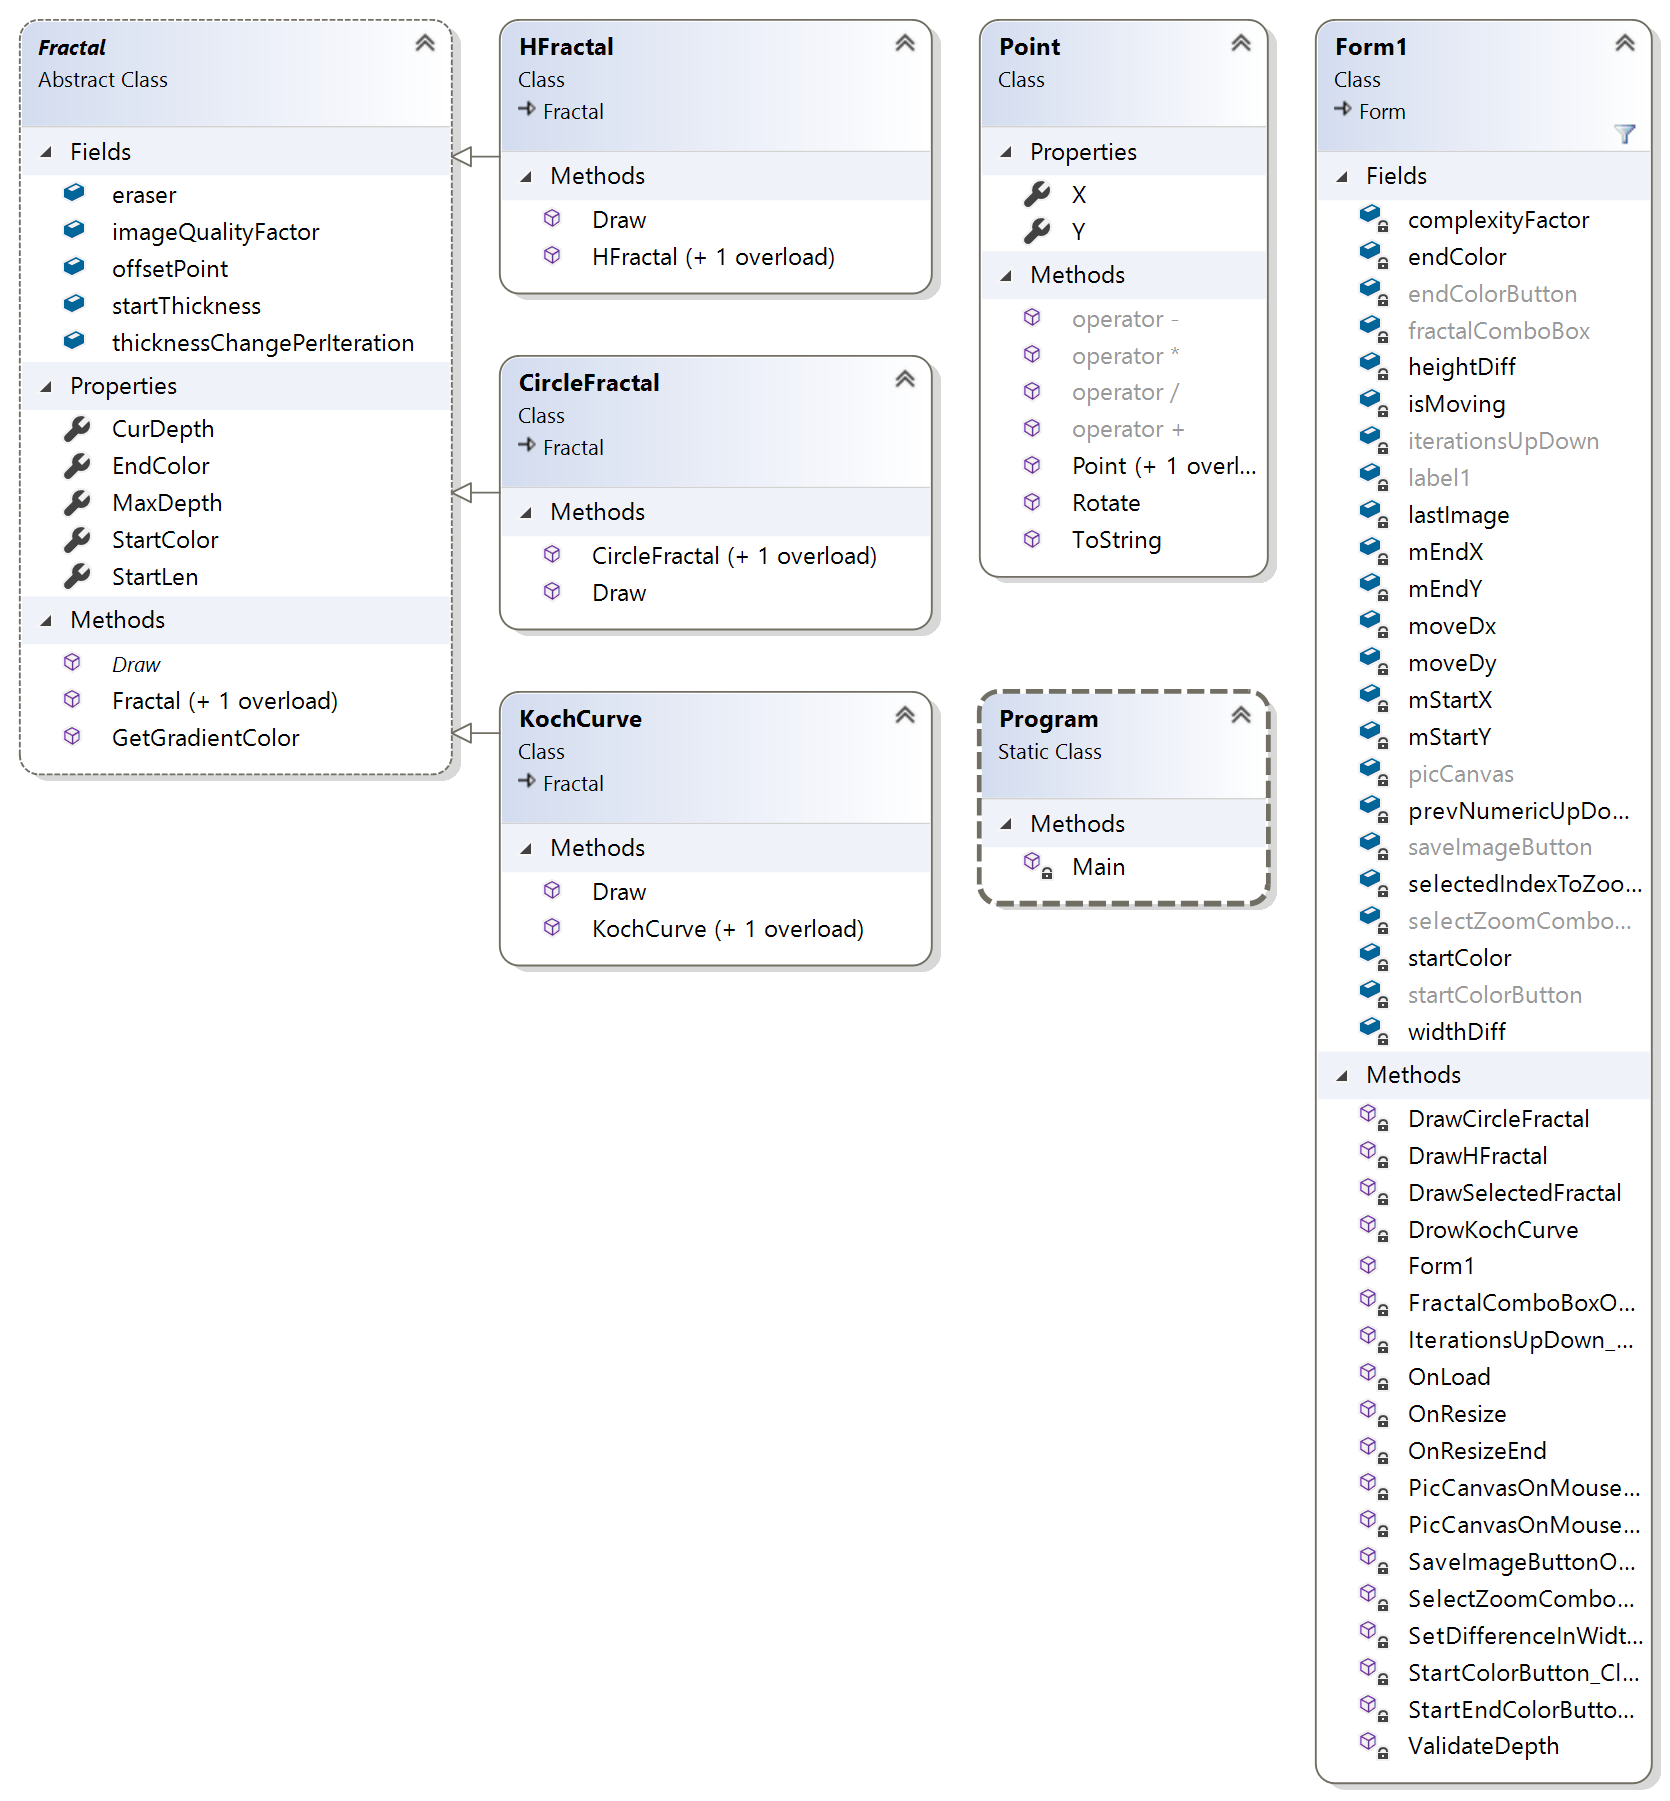 Fractal
Abstract Class
Fields
eraser
imageQualityFactor
offsetPoint
startThickness
thicknessChangePerIteration
Properties
CurDepth
EndColor
MaxDepth
StartColor
StartLen
Methods
Draw
Fractal (+ 1 overload)
GetGradientColor
HFractal
Class
Fractal
Methods
Draw
HFractal (+ 1 overload)
CircleFractal
Class
Fractal
Methods
CircleFractal (+ 1 overload)
Draw
KochCurve
Class
Fractal
Methods
Draw
KochCurve (+ 1 overload)
Point
Class
Properties
X
Y
Methods
operator -
operator *
operator /
operator +
Point (+ 1 overl...
Rotate
ToString
Program
Static Class
Methods
Main
Form1
Class
Form
Fields
complexityFactor
endColor
endColorButton
fractalComboBox
heightDiff
isMoving
iterationsUpDown
label1
lastImage
mEndX
mEndY
moveDx
moveDy
mStartX
mStartY
picCanvas
prevNumericUpDo...
saveImageButton
selectedIndexToZoo...
selectZoomCombo...
startColor
startColorButton
widthDiff
Methods
DrawCircleFractal
DrawHFractal
DrawSelectedFractal
DrowKochCurve
Form1
FractalComboBoxO...
IterationsUpDown_...
OnLoad
OnResize
OnResizeEnd
PicCanvasOnMouse...
PicCanvasOnMouse...
SaveImageButtonO...
SelectZoomCombo...
SetDifferenceInWidt...
StartColorButton_Cl...
StartEndColorButto...
ValidateDepth